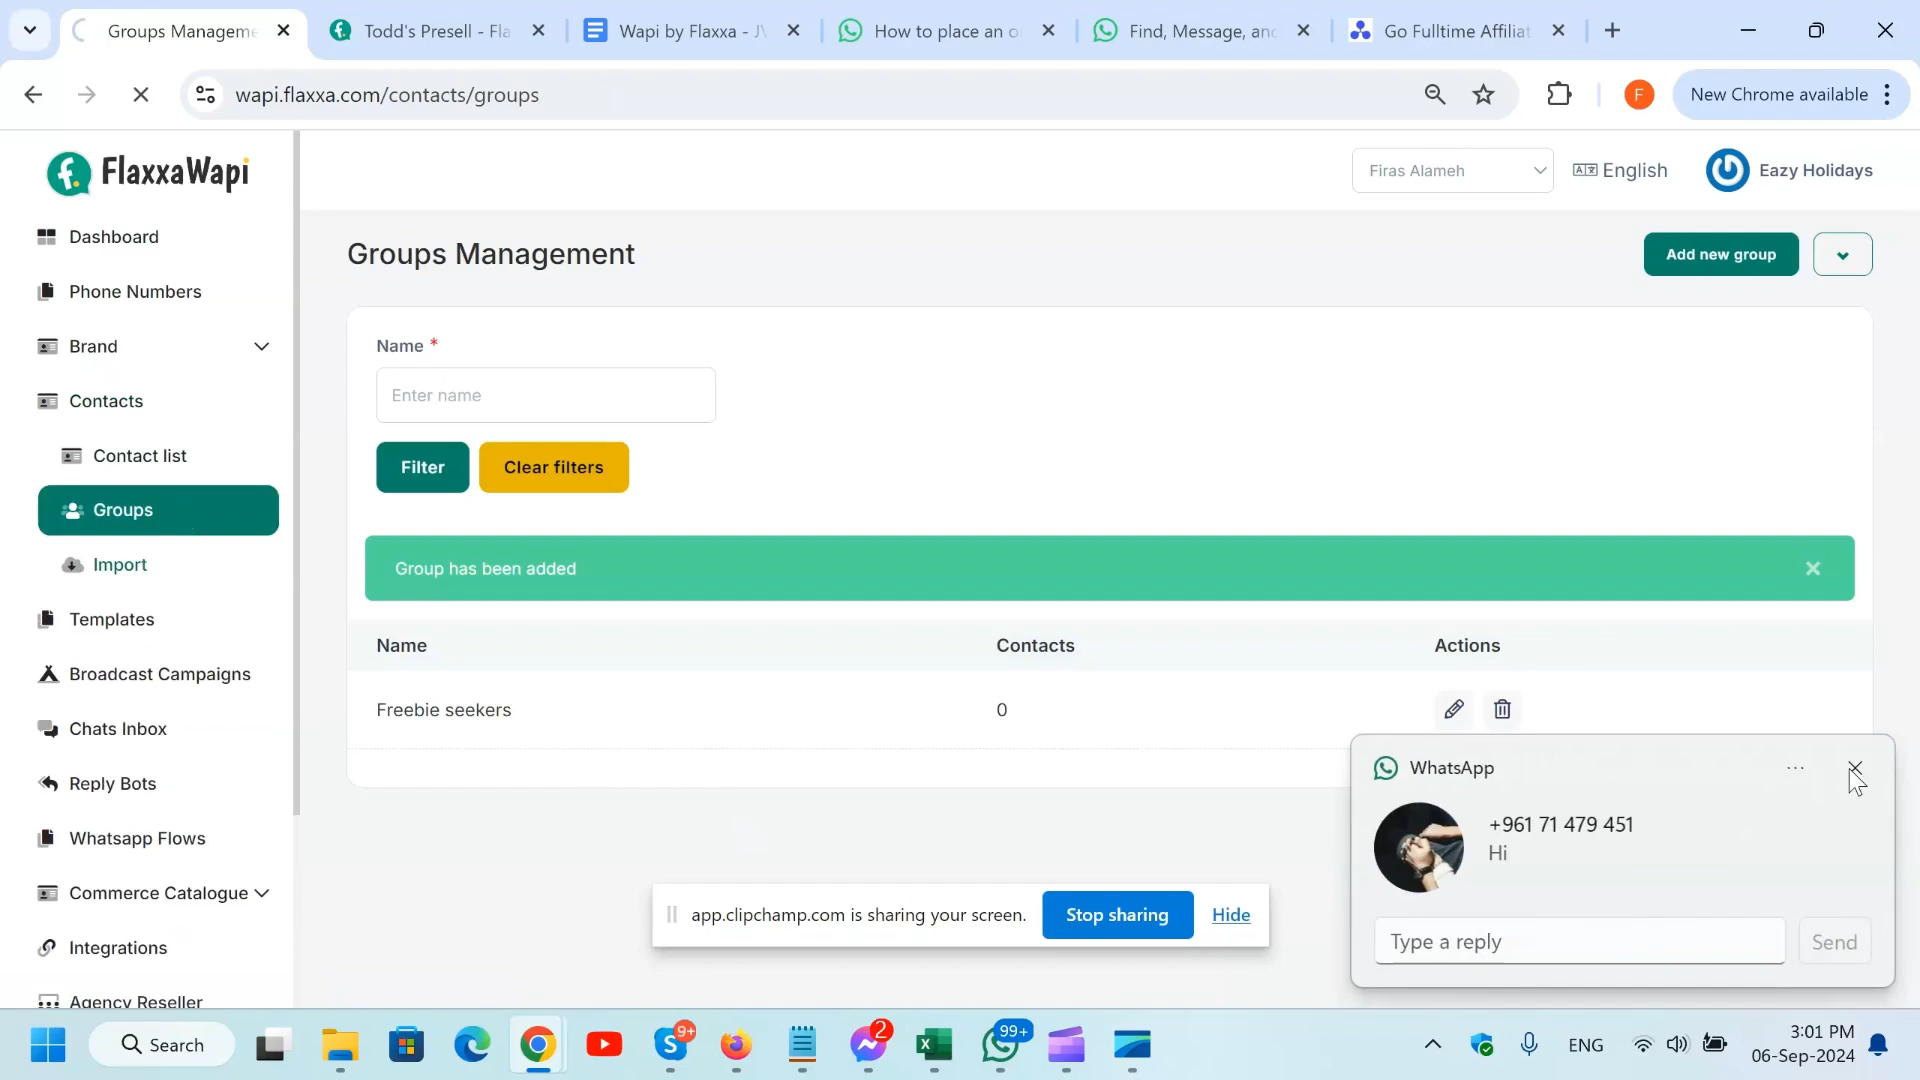 Groups Manageme
Todd's Presell - Fla
Wapi by Flaxxa - JV
How to place an o
Find, Message, and
Go Fulltime Affiliat
wapi.flaxxa.com/contacts/groups
F
New Chrome available
FlaxxaWapi
Firas Alameh
English
Eazy Holidays
Dashboard
Phone Numbers
Brand
Contacts
Contact list
Groups
Import
Templates
Broadcast Campaigns
Chats Inbox
Reply Bots
Whatsapp Flows
Commerce Catalogue
Integrations
Agency Reseller
Groups Management
Add new group
Name *
Enter name
Filter
Clear filters
Group has been added
Name Contacts Actions
Freebie seekers 0
WhatsApp
+961 71 479 451
Hi
Type a reply
Send
app.clipchamp.com is sharing your screen.
Stop sharing
Hide
Search
9+
2
99+
ENG
3:01 PM
06-Sep-2024